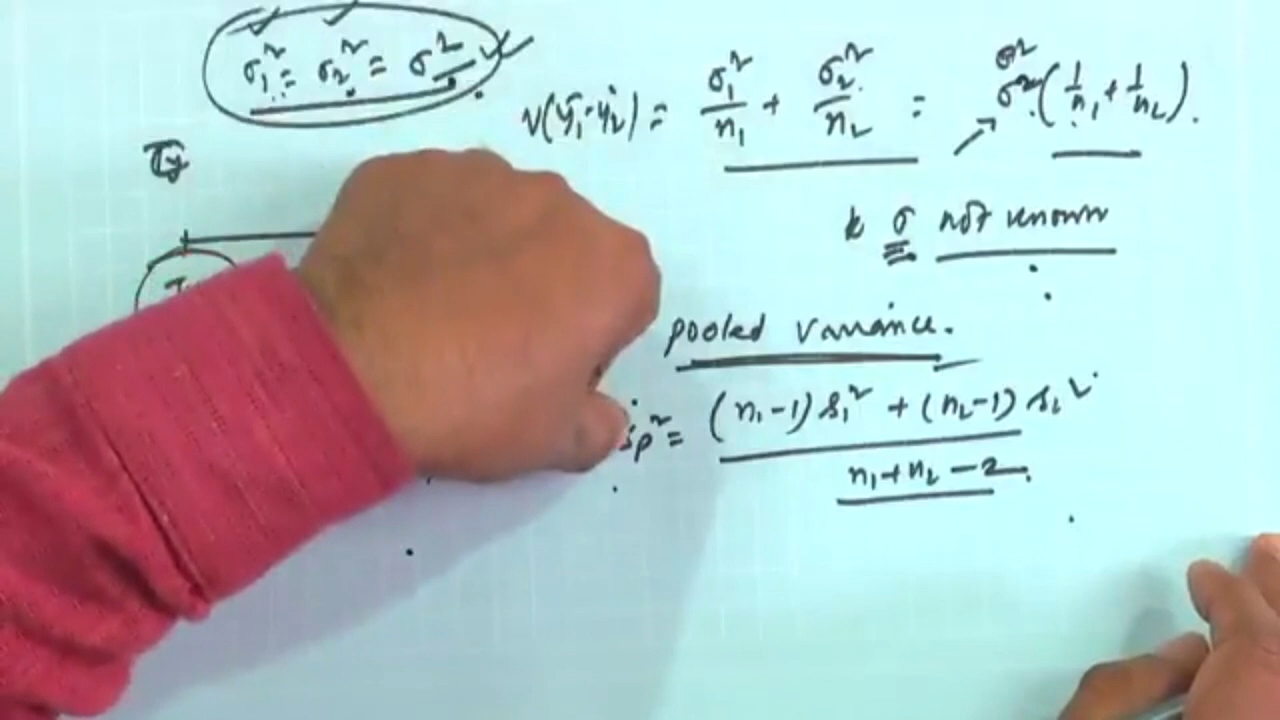 σ₁² = σ₂² = σ²
V(ȳ₁-ȳ₂) = σ₁²/n₁ + σ₂²/n₂ = σ² (1/n₁ + 1/n₂).
σ²
σ not known
pooled variance.
sp² = ((n₁-1) s₁² + (n₂-1) s₂²) / (n₁+n₂-2).